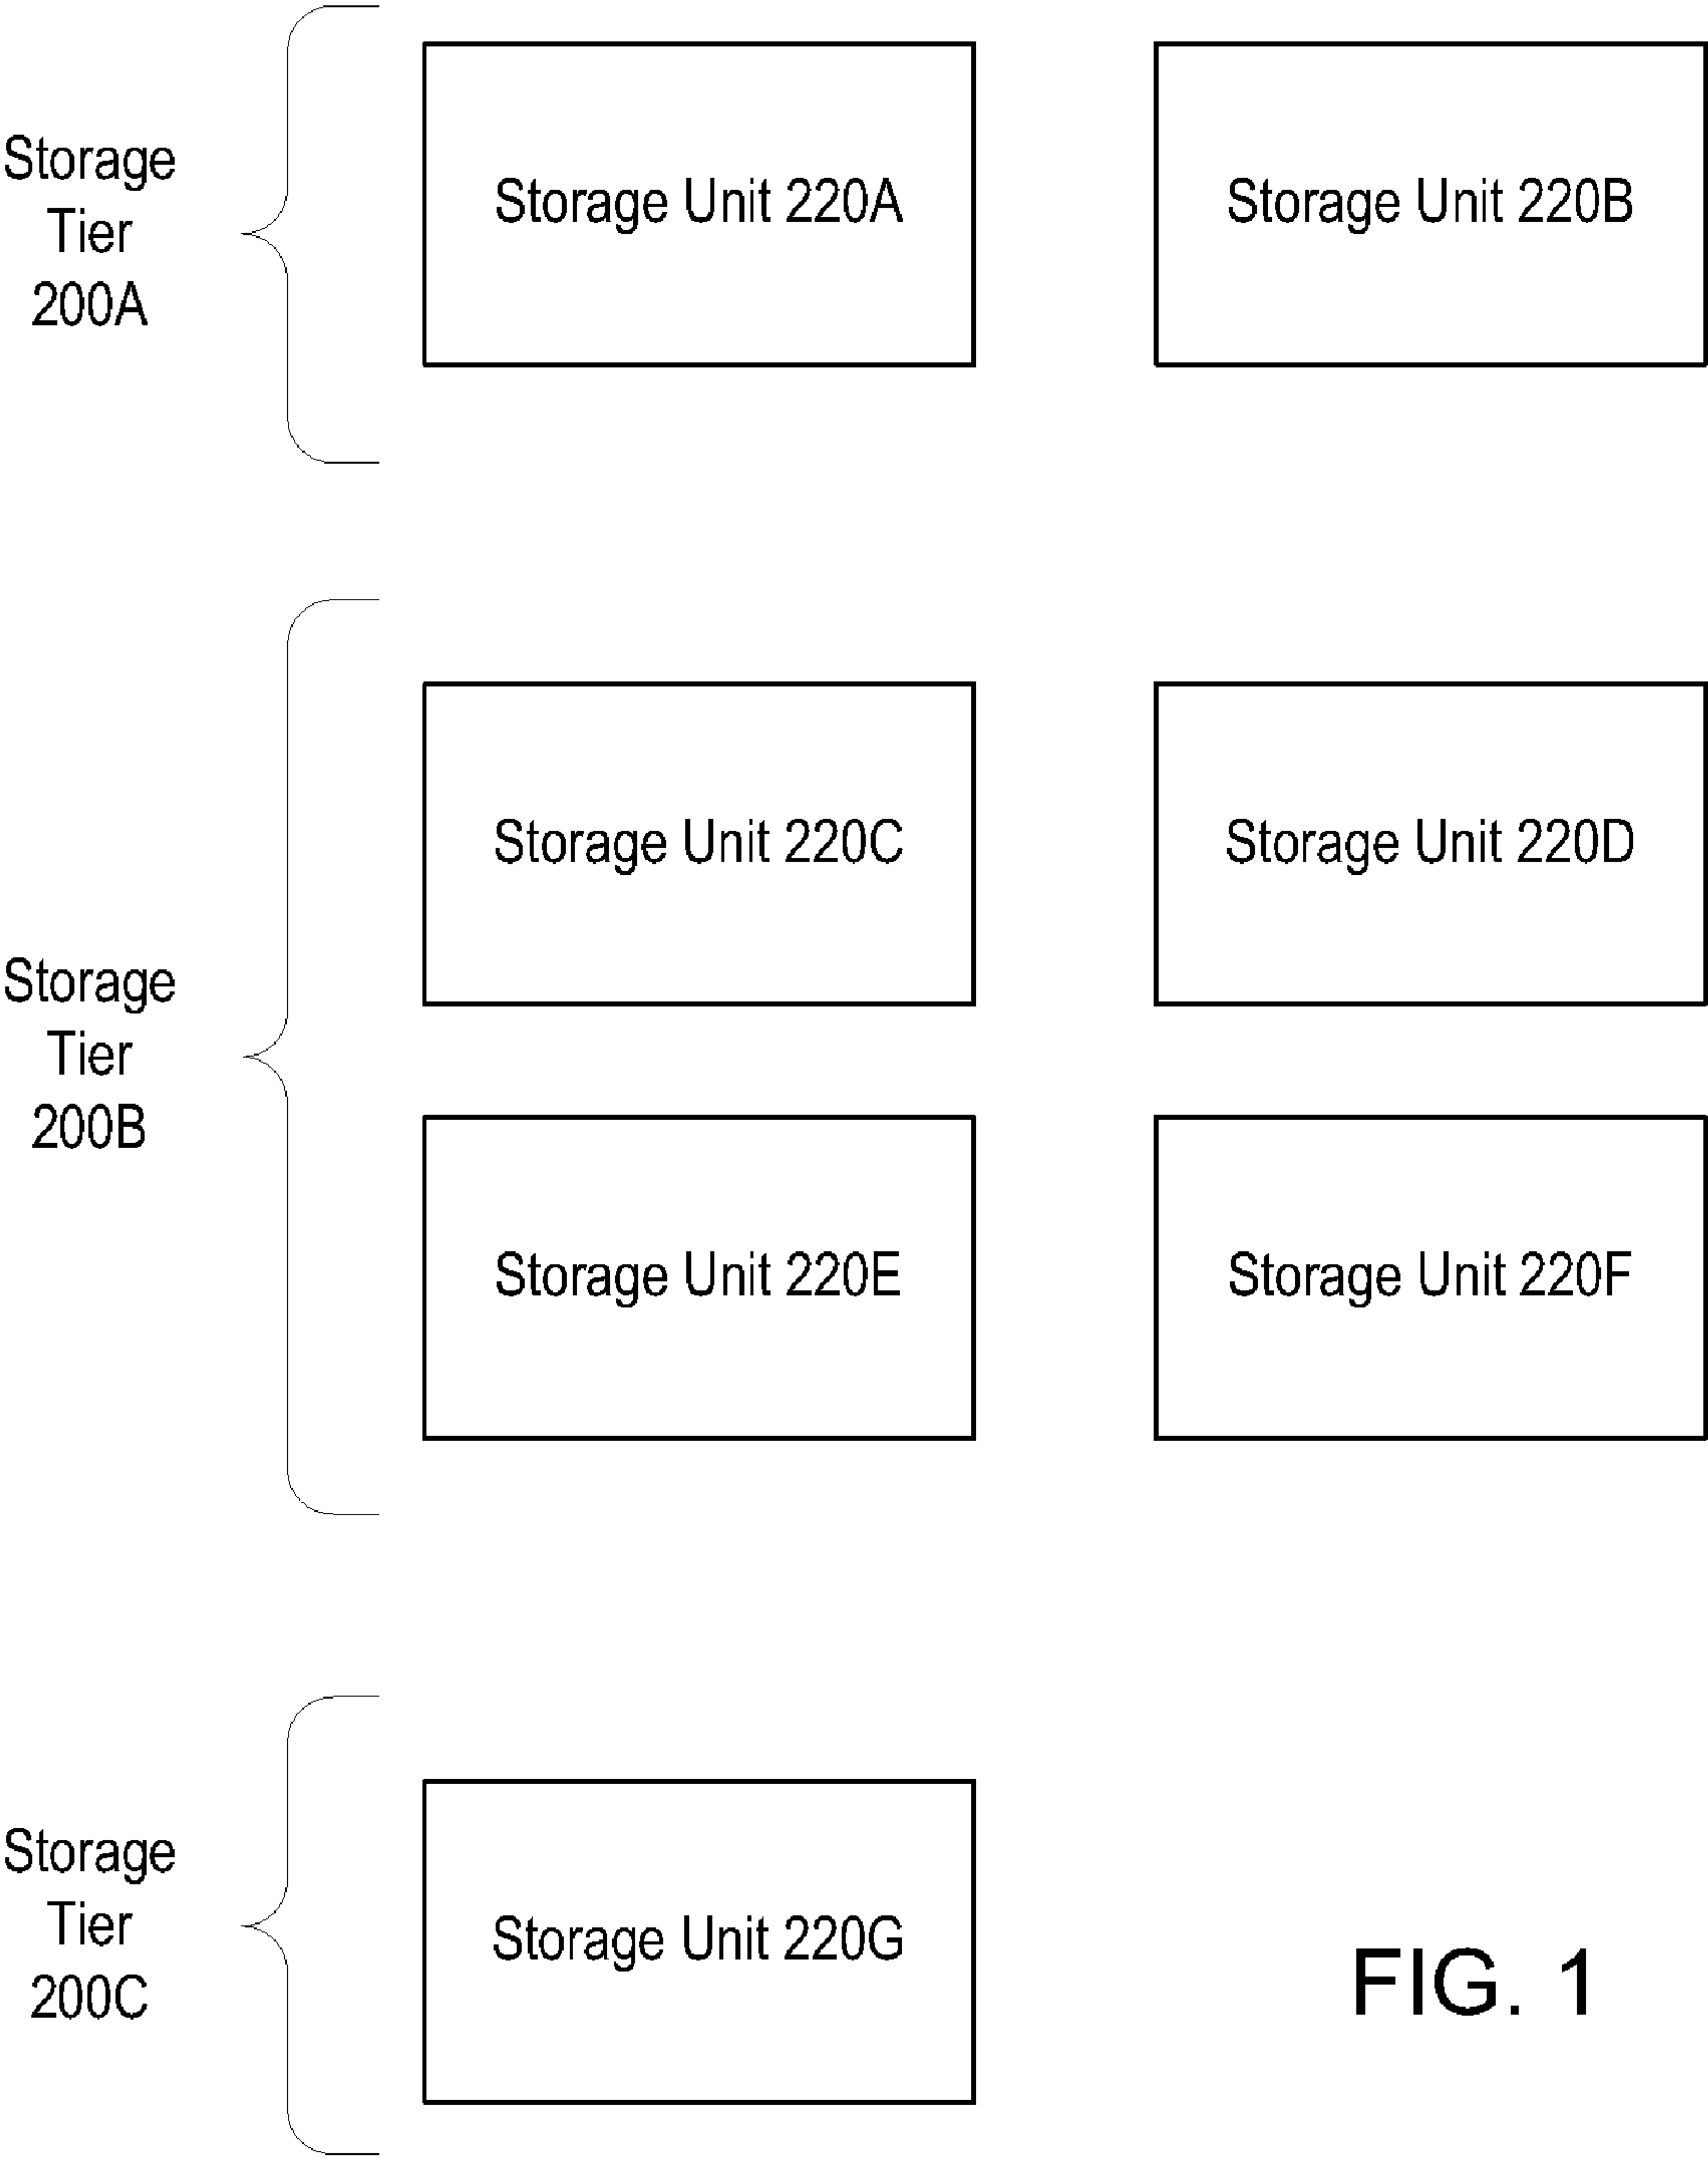 Storage
Tier
200A
Storage Unit 220A
Storage Unit 220B
Storage
Tier
200B
Storage Unit 220C
Storage Unit 220D
Storage Unit 220E
Storage Unit 220F
Storage
Tier
200C
Storage Unit 220G
FIG. 1